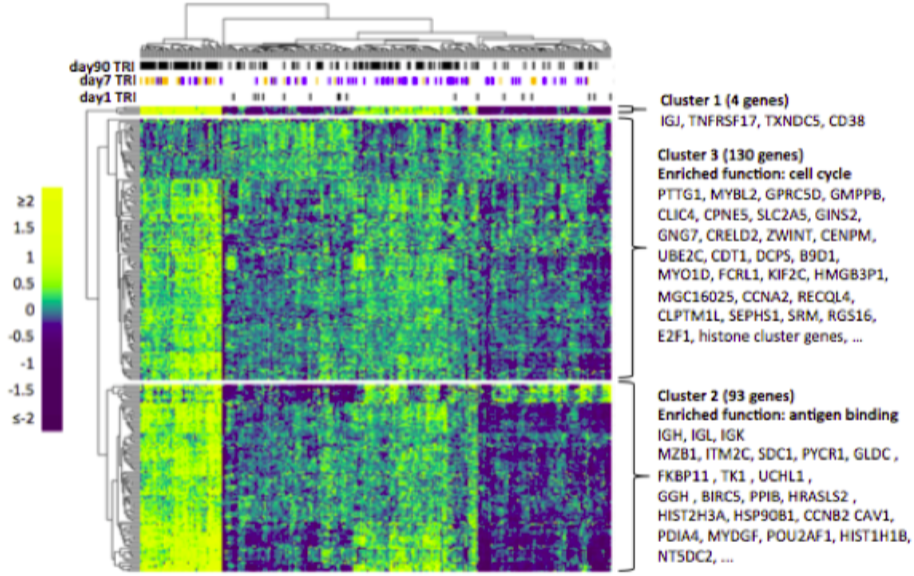 day90 TRI
day7 TRI
day1 TRI
≥2
1.5
1
0.5
0
-0.5
-1
-1.5
≤-2
Cluster 1 (4 genes)
IGJ, TNFRSF17, TXNDC5, CD38
Cluster 3 (130 genes)
Enriched function: cell cycle
PTTG1, MYBL2, GPRC5D, GMPPB,
CLIC4, CPNE5, SLC2A5, GINS2,
GNG7, CRELD2, ZWINT, CENPM,
UBE2C, CDT1, DCPS, B9D1,
MYO1D, FCRL1, KIF2C, HMGB3P1,
MGC16025, CCNA2, RECQL4,
CLPTM1L, SEPHS1, SRM, RGS16,
E2F1, histone cluster genes, ...
Cluster 2 (93 genes)
Enriched function: antigen binding
IGH, IGL, IGK
MZB1, ITM2C, SDC1, PYCR1, GLDC ,
FKBP11 , TK1 , UCHL1 ,
GGH , BIRC5, PPIB, HRASLS2 ,
HIST2H3A, HSP90B1, CCNB2 CAV1,
PDIA4, MYDGF, POU2AF1, HIST1H1B,
NT5DC2, ...